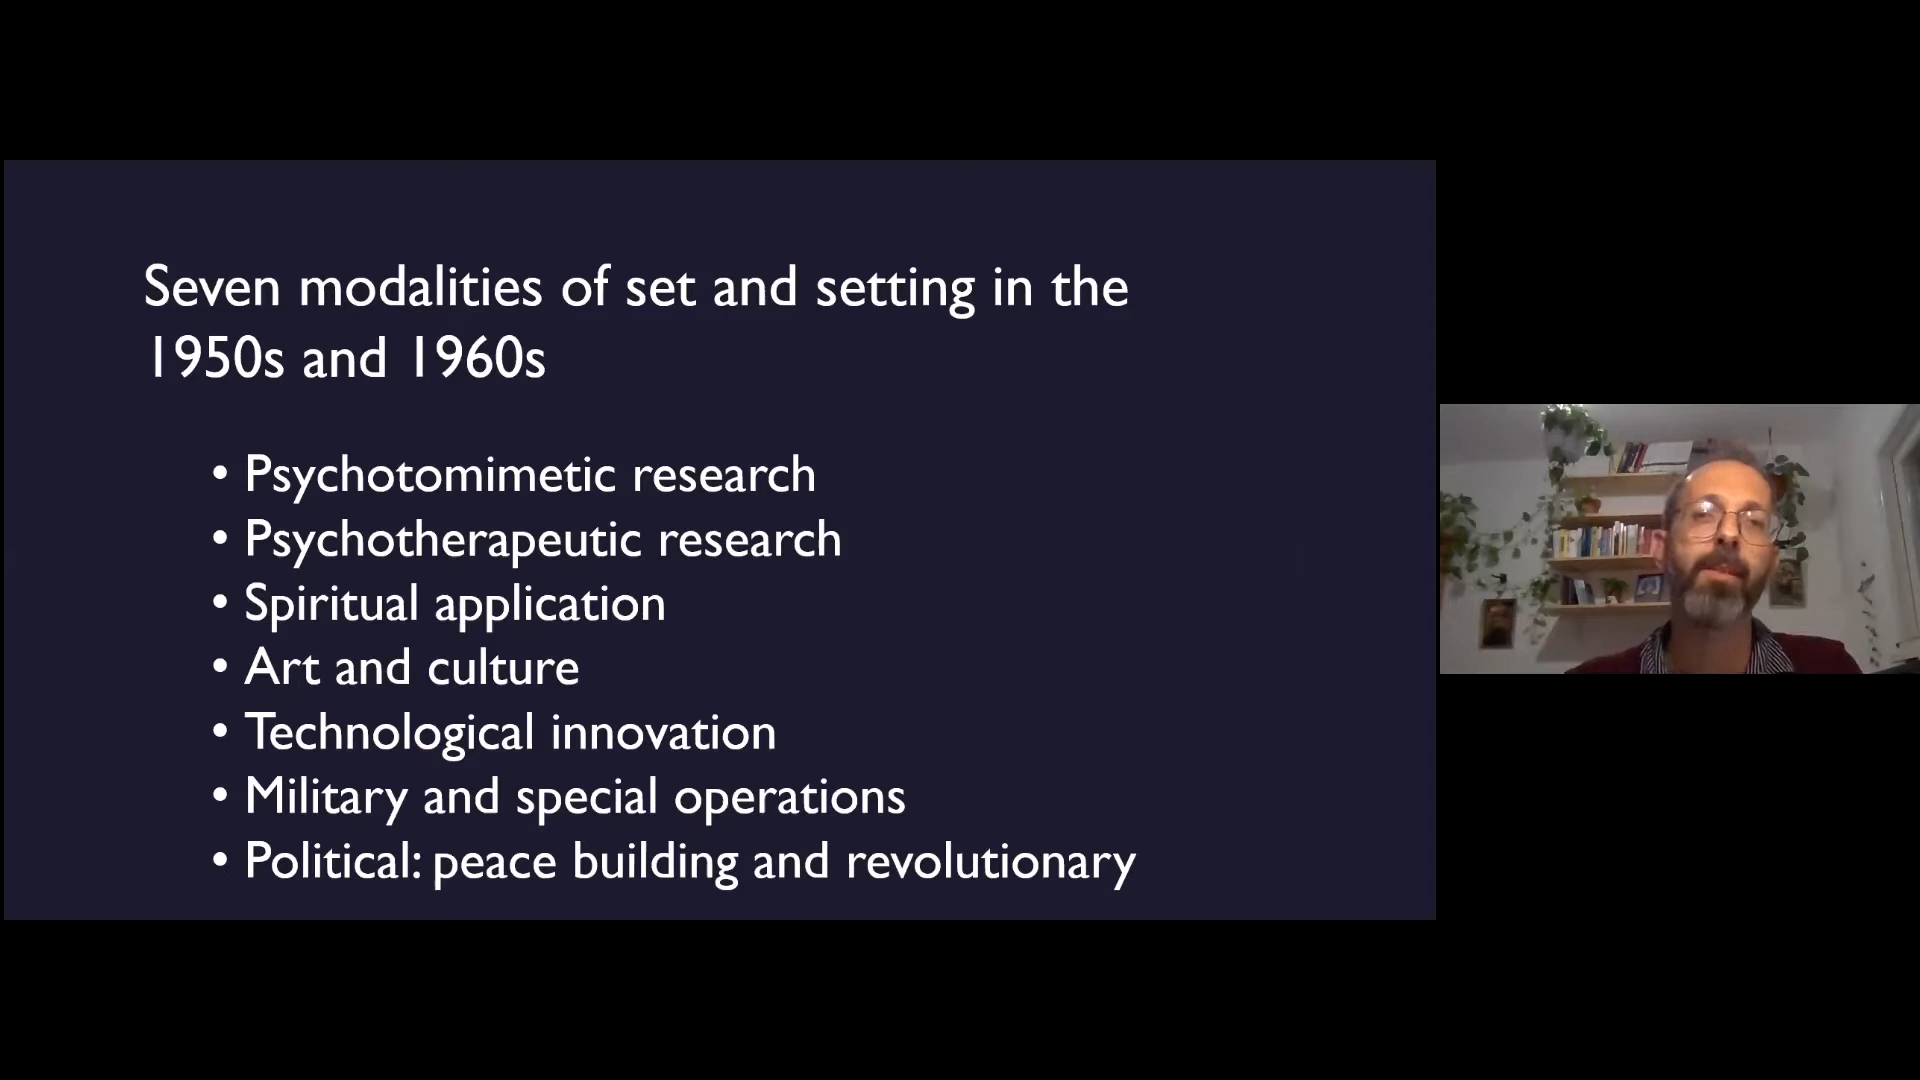 Seven modalities of set and setting in the
1950s and 1960s
• Psychotomimetic research
• Psychotherapeutic research
• Spiritual application
• Art and culture
• Technological innovation
• Military and special operations
• Political: peace building and revolutionary